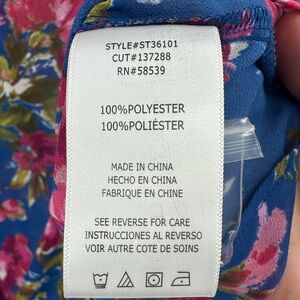 STYLE#ST36101
CUT#137288
RN#58539
100%POLYESTER
100%POLIÉSTER
MADE IN CHINA
HECHO EN CHINA
FABRIQUE EN CHINE
SEE REVERSE FOR CARE
INSTRUCCIONES AL REVERSO
VOIR AUTRE COTE DE SOINS